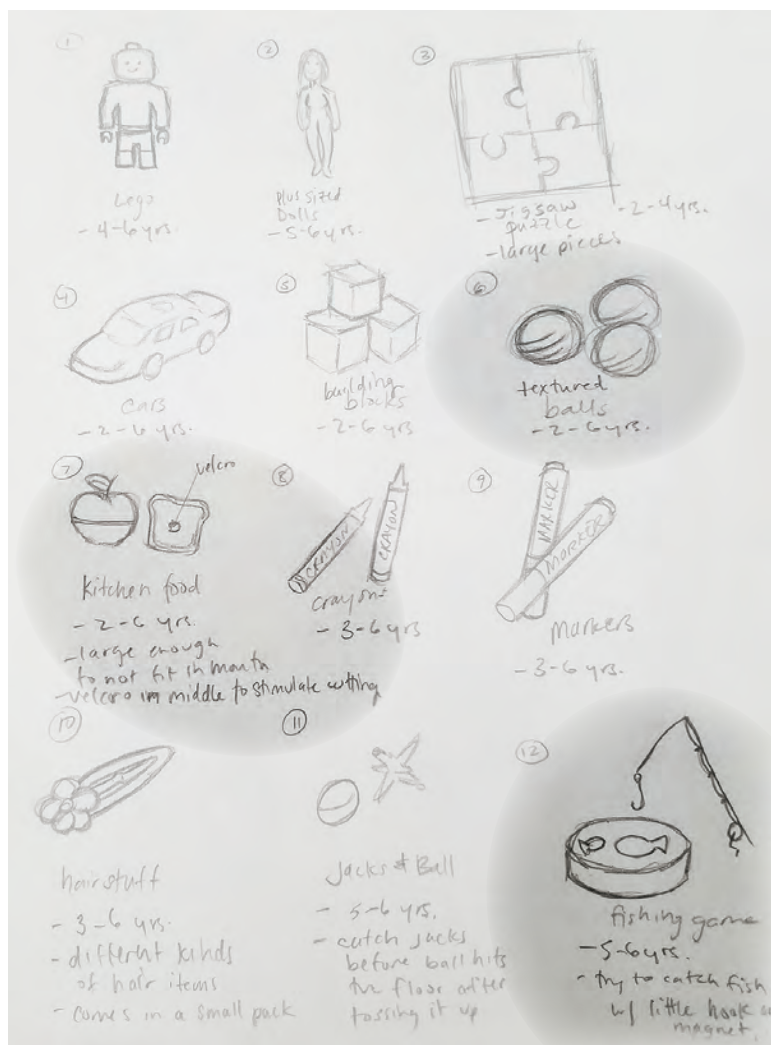 ①
Lego
- 4-6 yrs.
②
plus sized
Dolls
- 5-6 yrs.
③
- Jigsaw
puzzle
- 2-4 yrs.
- large pieces
④
cars
- 2-6 yrs.
⑤
building
blocks
- 2-6 yrs
⑥
textured
balls
- 2-6 yrs.
⑦
velcro
kitchen food
- 2-6 yrs.
- large enough
to not fit in mouth
- velcro in middle to stimulate cutting
⑧
CRAYON
CRAYON
crayons
- 3-6 yrs
⑨
MARKER
MARKER
Markers
- 3-6 yrs.
⑩
hair stuff
- 3-6 yrs.
- different kinds
of hair items
- comes in a small pack
⑪
Jacks & Ball
- 5-6 yrs.
- catch jacks
before ball hits
the floor after
tossing it up
⑫
fishing game
- 5-6 yrs.
- try to catch fish
w/ little hook
magnet.